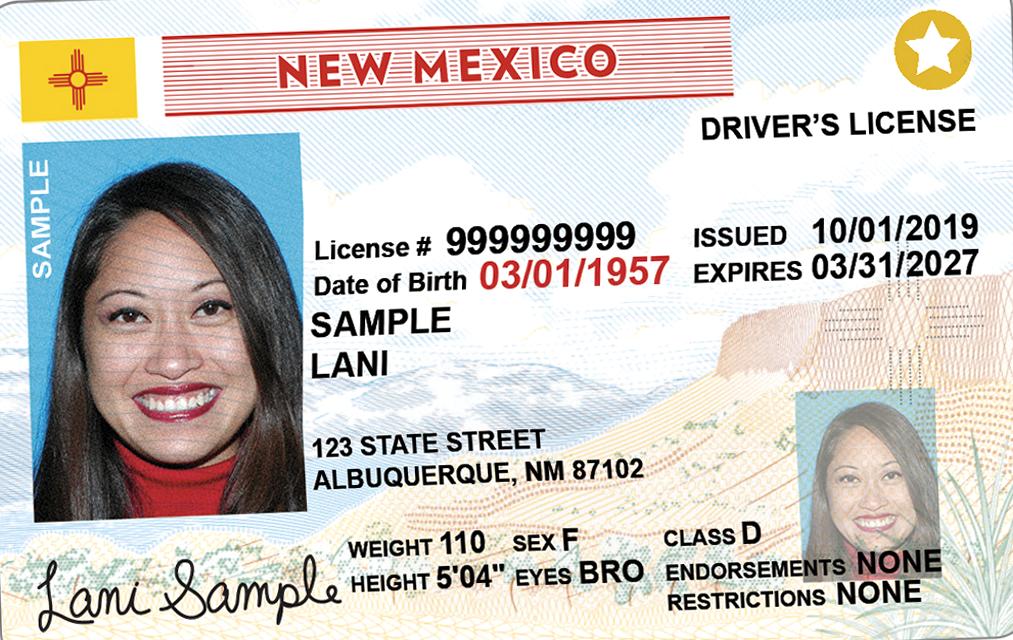 NEW MEXICO
DRIVER'S LICENSE
SAMPLE
License # 999999999
Date of Birth 03/01/1957
ISSUED 10/01/2019
EXPIRES 03/31/2027
SAMPLE
LANI
123 STATE STREET
ALBUQUERQUE, NM 87102
WEIGHT 110 SEX F
HEIGHT 5'04" EYES BRO
CLASS D
ENDORSEMENTS NONE
RESTRICTIONS NONE
Lani Sample